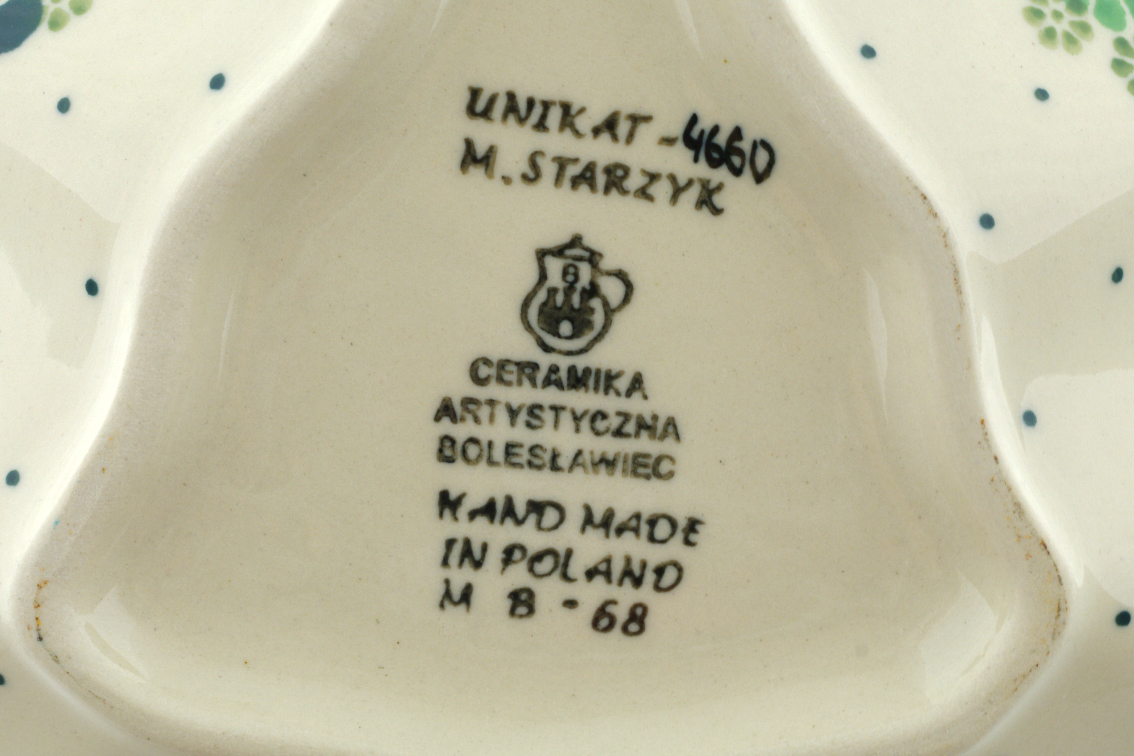 UNIKAT - 4660
M. STARZYK
B
CERAMIKA
ARTYSTYCZNA
BOLESŁAWIEC
HAND MADE
IN POLAND
M B - 68